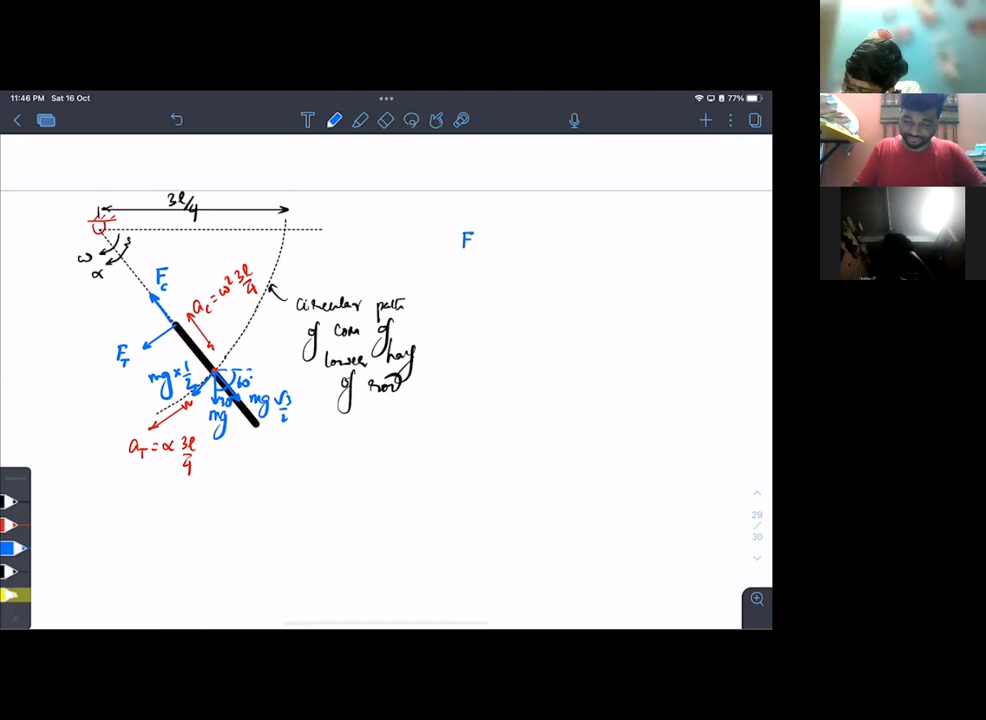 11:46 PM Sat 16 Oct
77%
3l/4
F
ω
α
F_C
a_C = ω² 3l/4
circular path
of com of
lower half
of rod
F_T
mg × 1/2
60°
30°
mg
mg √3/2
a_T = α 3l/4
29
/
30